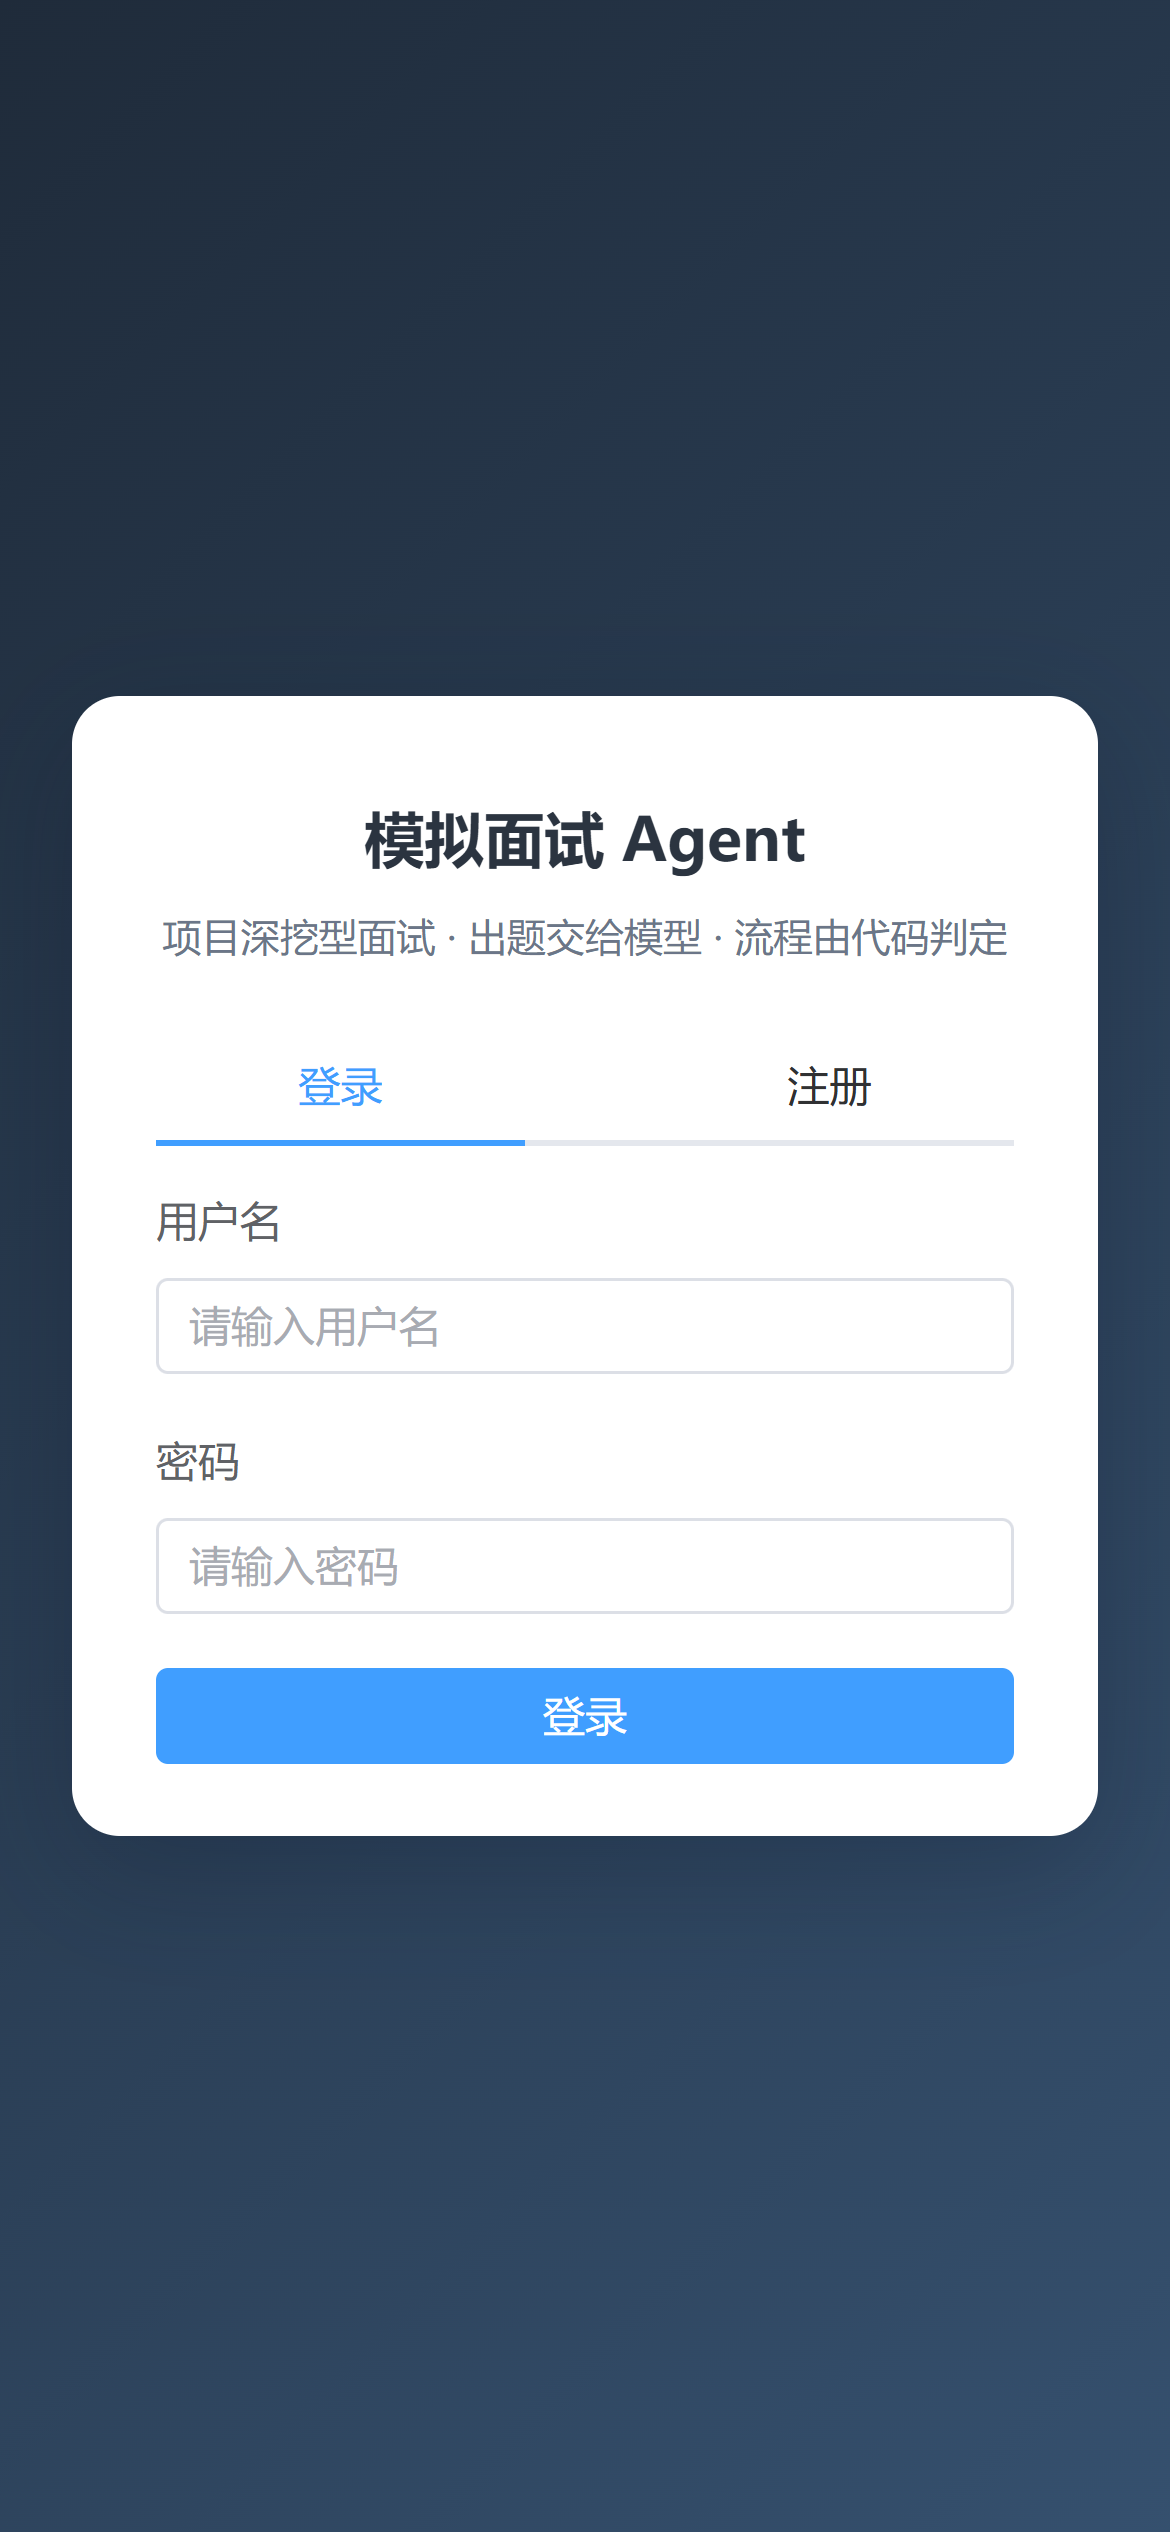 模拟面试 Agent
项目深挖型面试 · 出题交给模型 · 流程由代码判定
登录 注册
用户名
请输入用户名
密码
请输入密码
登录